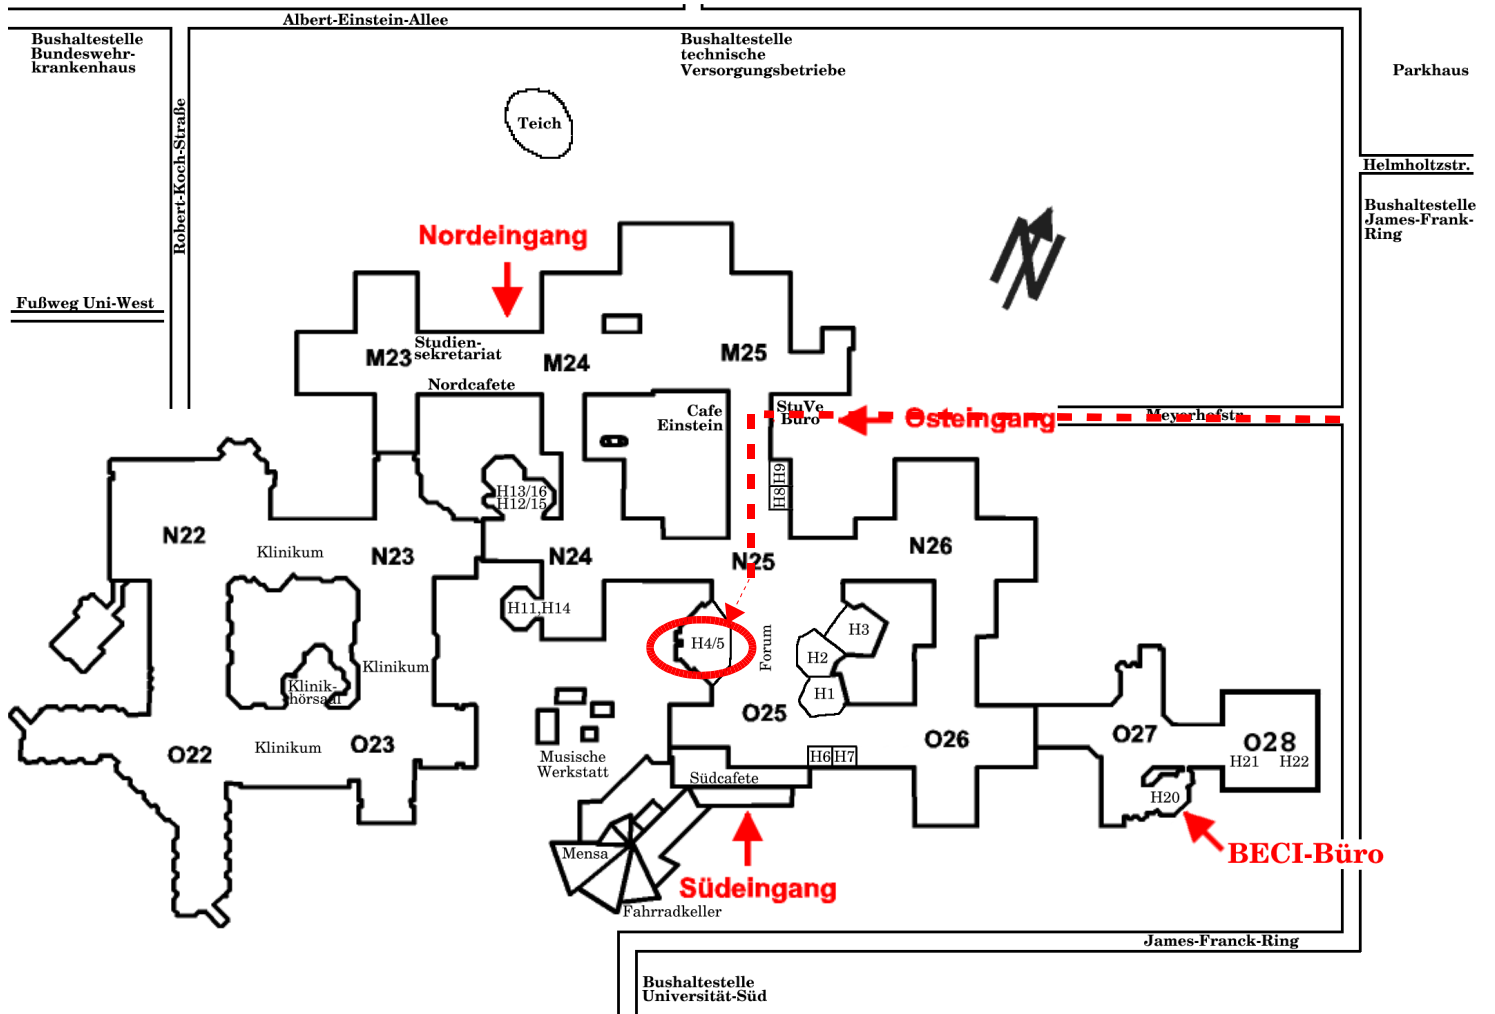 Albert-Einstein-Allee
Bushaltestelle
Bundeswehr-
krankenhaus
Bushaltestelle
technische
Versorgungsbetriebe
Parkhaus
Teich
Robert-Koch-Straße
Helmholtzstr.
Bushaltestelle
James-Frank-
Ring
Nordeingang
N
Fußweg Uni-West
Studien-
sekretariat
M23
M24
M25
Nordcafete
Cafe
Einstein
StuVe
Büro
Osteingang
Meyerhofstr.
H13/16
H12/15
H8
H9
N22
Klinikum
N23
N24
N25
N26
H11,H14
H4/5
Forum
H3
H2
H1
Klinikum
Klinik-
hörsaal
O22
Klinikum
O23
Musische
Werkstatt
O25
H6
H7
O26
O27
O28
H21
H22
H20
Südcafete
Mensa
BECI-Büro
Südeingang
Fahrradkeller
James-Franck-Ring
Bushaltestelle
Universität-Süd